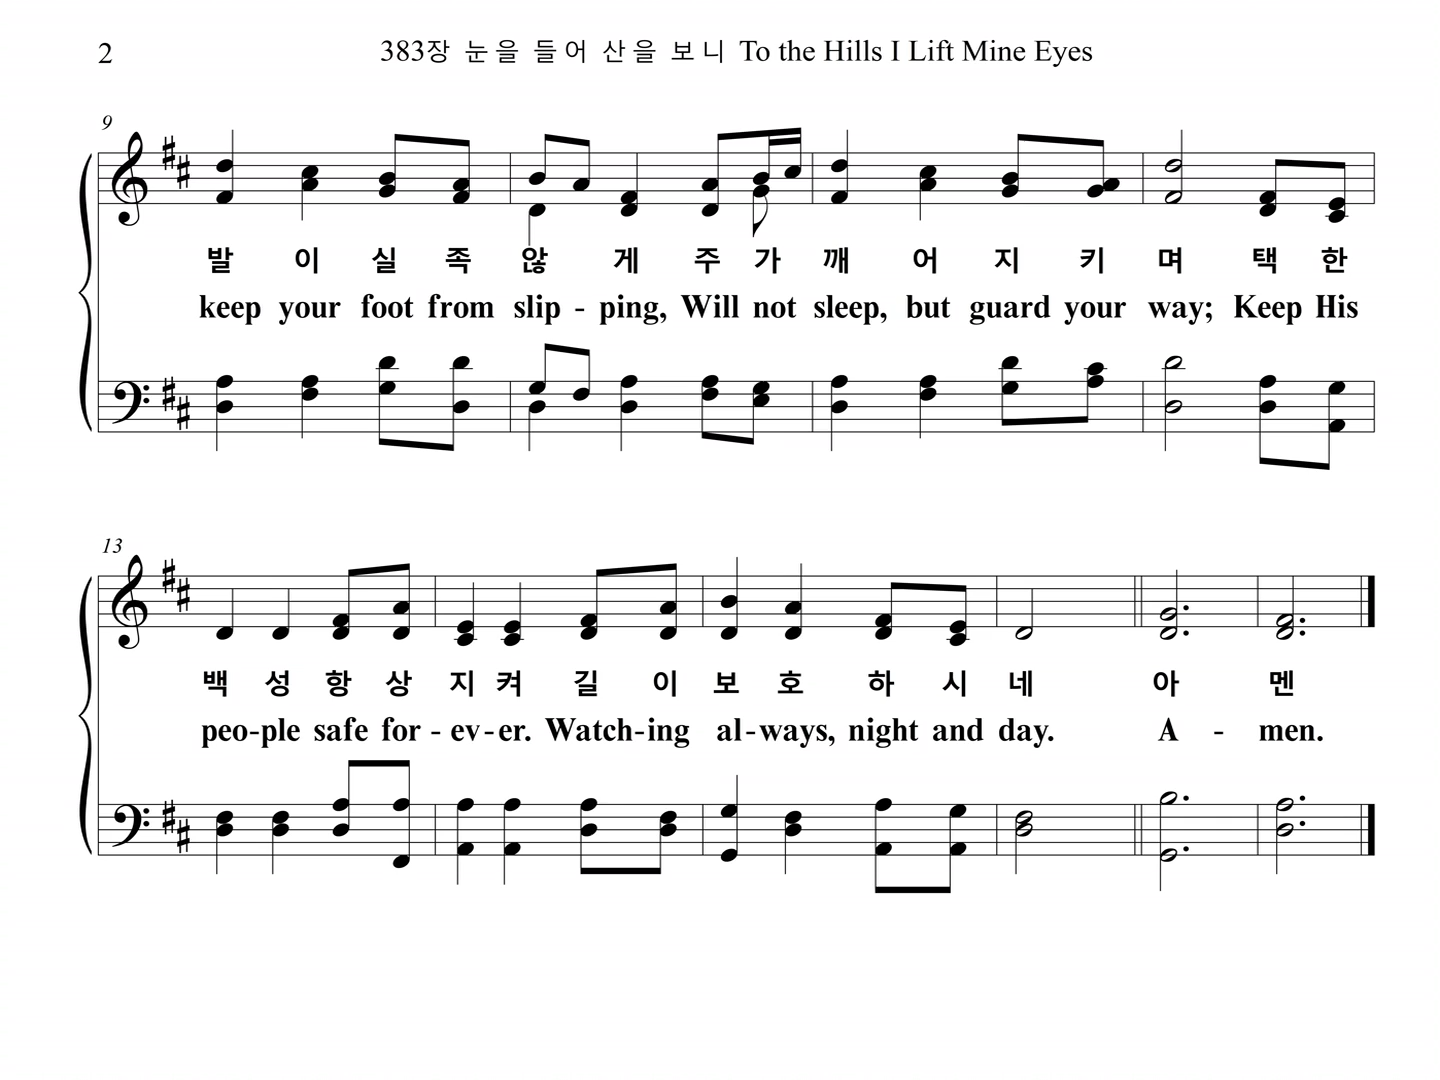 2
383장 눈을 들어 산을 보니 To the Hills I Lift Mine Eyes
9
발 이 실 족 않 게 주 가 깨 어 지 키 며 택 한
keep your foot from slip - ping, Will not sleep, but guard your way; Keep His
13
백 성 항 상 지 켜 길 이 보 호 하 시 네 아 멘
peo-ple safe for - ev-er. Watch-ing al-ways, night and day. A - men.